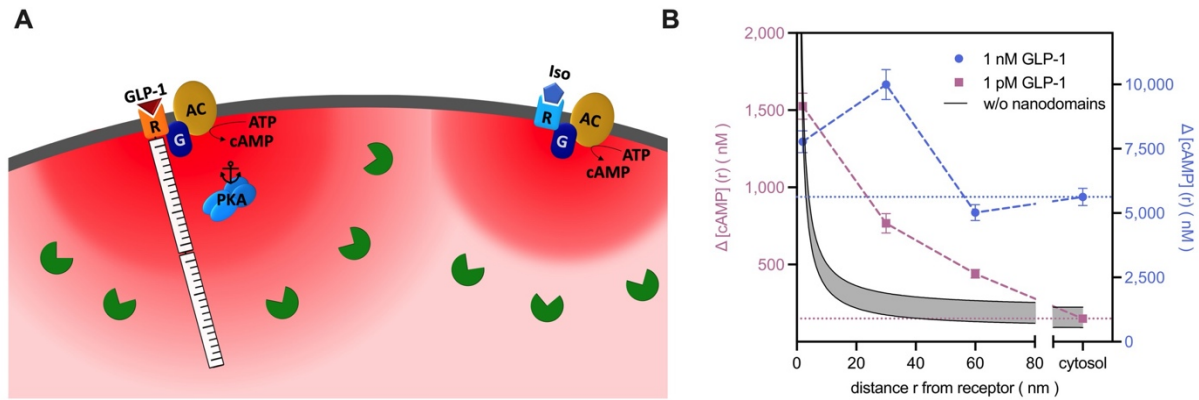 A
GLP-1
R
G
AC
ATP
cAMP
PKA
Iso
R
G
AC
ATP
cAMP
B
2,000
1,500
1,000
500
Δ [cAMP] (r) ( nM )
1 nM GLP-1
1 pM GLP-1
w/o nanodomains
10,000
7,500
5,000
2,500
0
Δ [cAMP] (r) ( nM )
0 20 40 60 80 cytosol
distance r from receptor ( nm )